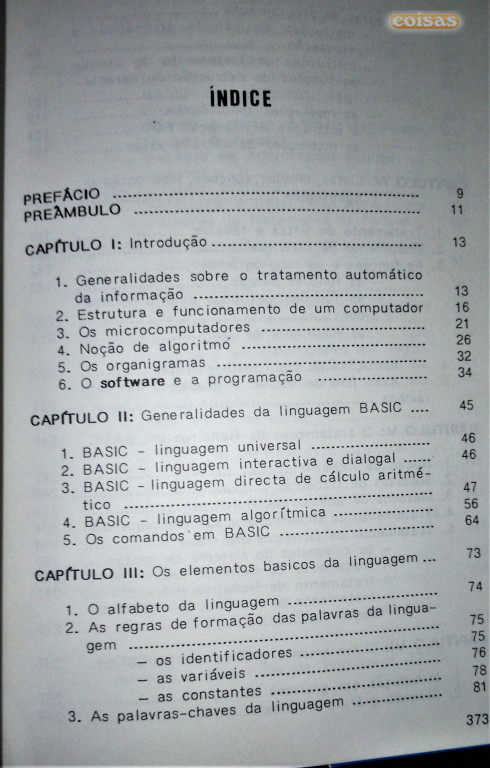 coisas
ÍNDICE
PREFÁCIO ........ 9
PREÂMBULO ........ 11
CAPÍTULO I: Introdução ........ 13
1. Generalidades sobre o tratamento automático
da informação ........ 13
2. Estrutura e funcionamento de um computador 16
3. Os microcomputadores ........ 21
4. Noção de algoritmo ........ 26
5. Os organigramas ........ 32
6. O software e a programação ........ 34
CAPÍTULO II: Generalidades da linguagem BASIC .... 45
1. BASIC - linguagem universal ........ 46
2. BASIC - linguagem interactiva e dialogal ........ 46
3. BASIC - linguagem directa de cálculo aritmé-
tico ........ 47
4. BASIC - linguagem algorítmica ........ 56
5. Os comandos em BASIC ........ 64
CAPÍTULO III: Os elementos basicos da linguagem ... 73
1. O alfabeto da linguagem ........ 74
2. As regras de formação das palavras da lingua-
gem ........ 75
— os identificadores ........ 75
— as variáveis ........ 76
— as constantes ........ 78
3. As palavras-chaves da linguagem ........ 81
373